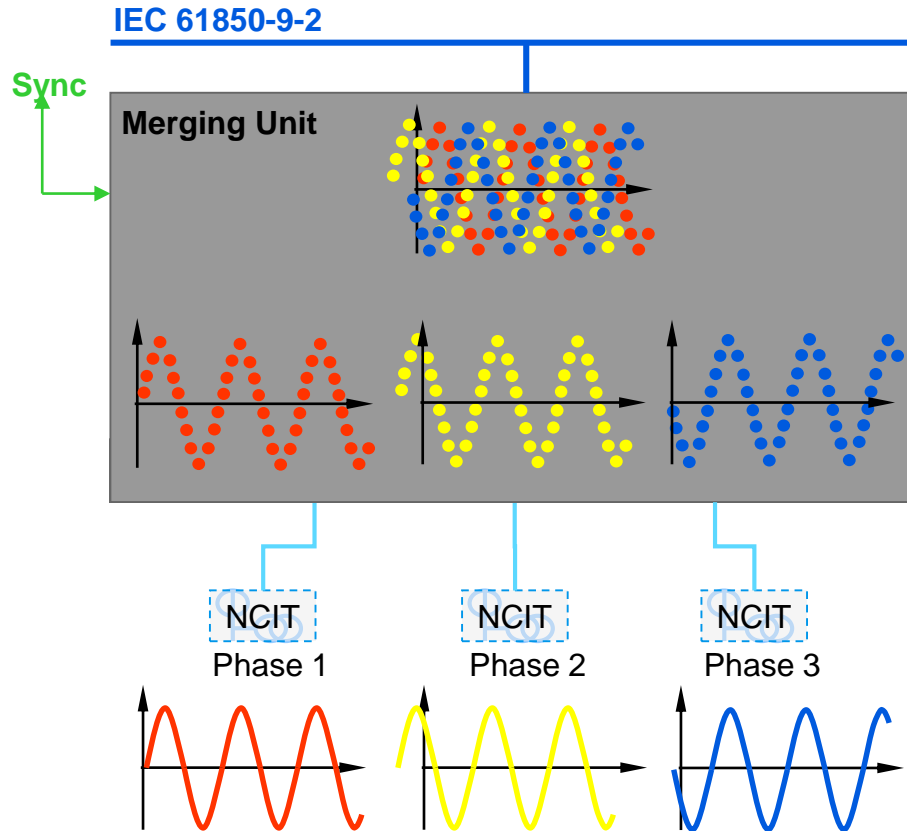 IEC 61850-9-2
Sync
Merging Unit
NCIT NCIT NCIT
Phase 1 Phase 2 Phase 3